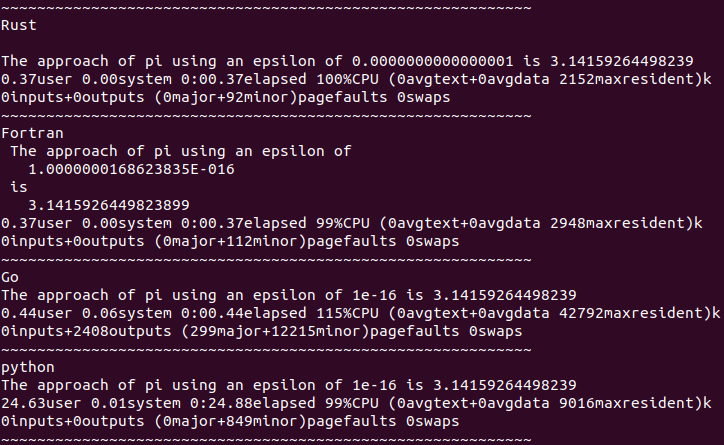 ~~~~~~~~~~~~~~~~~~~~~~~~~~~~~~~~~~~~~~~~~~~~~~~~~~~~~~~~~~~
Rust
The approach of pi using an epsilon of 0.0000000000000001 is 3.14159264498239
0.37user 0.00system 0:00.37elapsed 100%CPU (0avgtext+0avgdata 2152maxresident)k
0inputs+0outputs (0major+92minor)pagefaults 0swaps
~~~~~~~~~~~~~~~~~~~~~~~~~~~~~~~~~~~~~~~~~~~~~~~~~~~~~~~~~~~
Fortran
The approach of pi using an epsilon of
1.0000000168623835E-016
is
3.1415926449823899
0.37user 0.00system 0:00.37elapsed 99%CPU (0avgtext+0avgdata 2948maxresident)k
0inputs+0outputs (0major+112minor)pagefaults 0swaps
~~~~~~~~~~~~~~~~~~~~~~~~~~~~~~~~~~~~~~~~~~~~~~~~~~~~~~~~~~~
Go
The approach of pi using an epsilon of 1e-16 is 3.14159264498239
0.44user 0.06system 0:00.44elapsed 115%CPU (0avgtext+0avgdata 42792maxresident)k
0inputs+2408outputs (299major+12215minor)pagefaults 0swaps
~~~~~~~~~~~~~~~~~~~~~~~~~~~~~~~~~~~~~~~~~~~~~~~~~~~~~~~~~~~
python
The approach of pi using an epsilon of 1e-16 is 3.14159264498239
24.63user 0.01system 0:24.88elapsed 99%CPU (0avgtext+0avgdata 9016maxresident)k
0inputs+0outputs (0major+849minor)pagefaults 0swaps
~~~~~~~~~~~~~~~~~~~~~~~~~~~~~~~~~~~~~~~~~~~~~~~~~~~~~~~~~~~